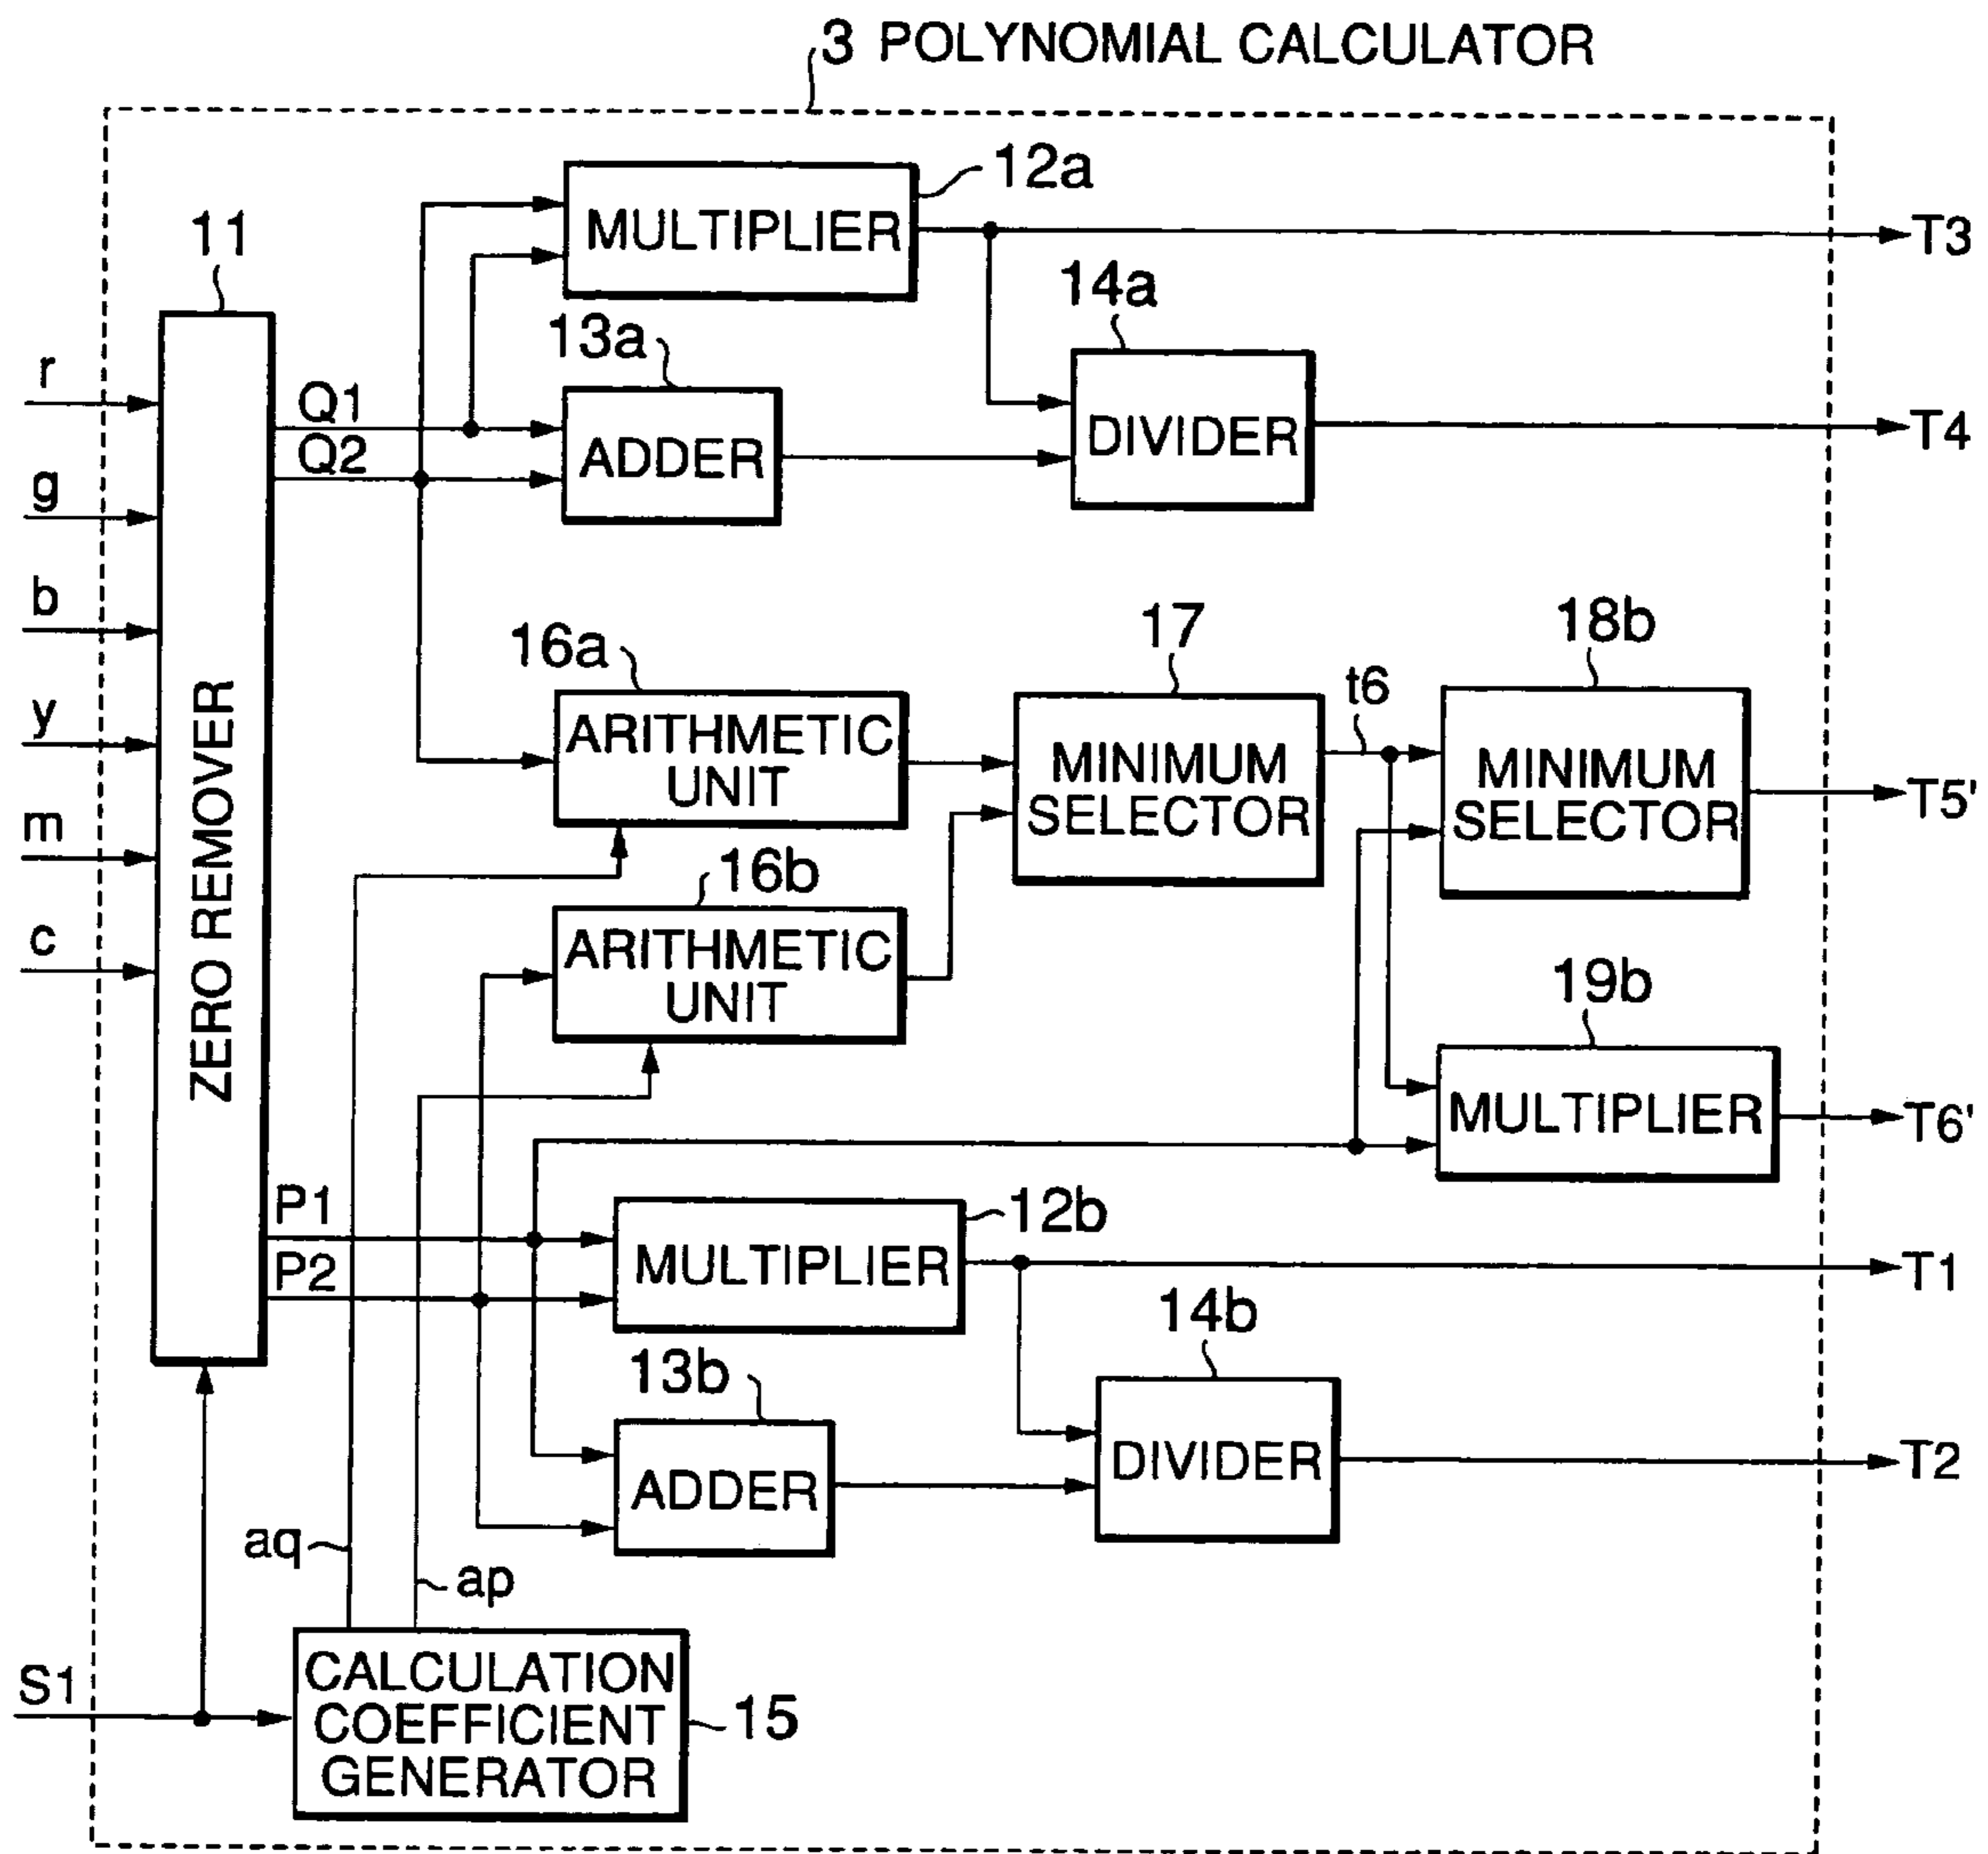 3 POLYNOMIAL CALCULATOR
12a
MULTIPLIER
T3
11
14a
13a
r
Q1
DIVIDER
T4
Q2
ADDER
g
b
16a
17
18b
t6
y
ARITHMETIC
UNIT
MINIMUM
SELECTOR
MINIMUM
SELECTOR
T5'
m
ZERO REMOVER
16b
c
ARITHMETIC
UNIT
19b
MULTIPLIER
T6'
P1
12b
P2
MULTIPLIER
T1
14b
13b
DIVIDER
T2
ADDER
aq
ap
S1
CALCULATION
COEFFICIENT
GENERATOR
15